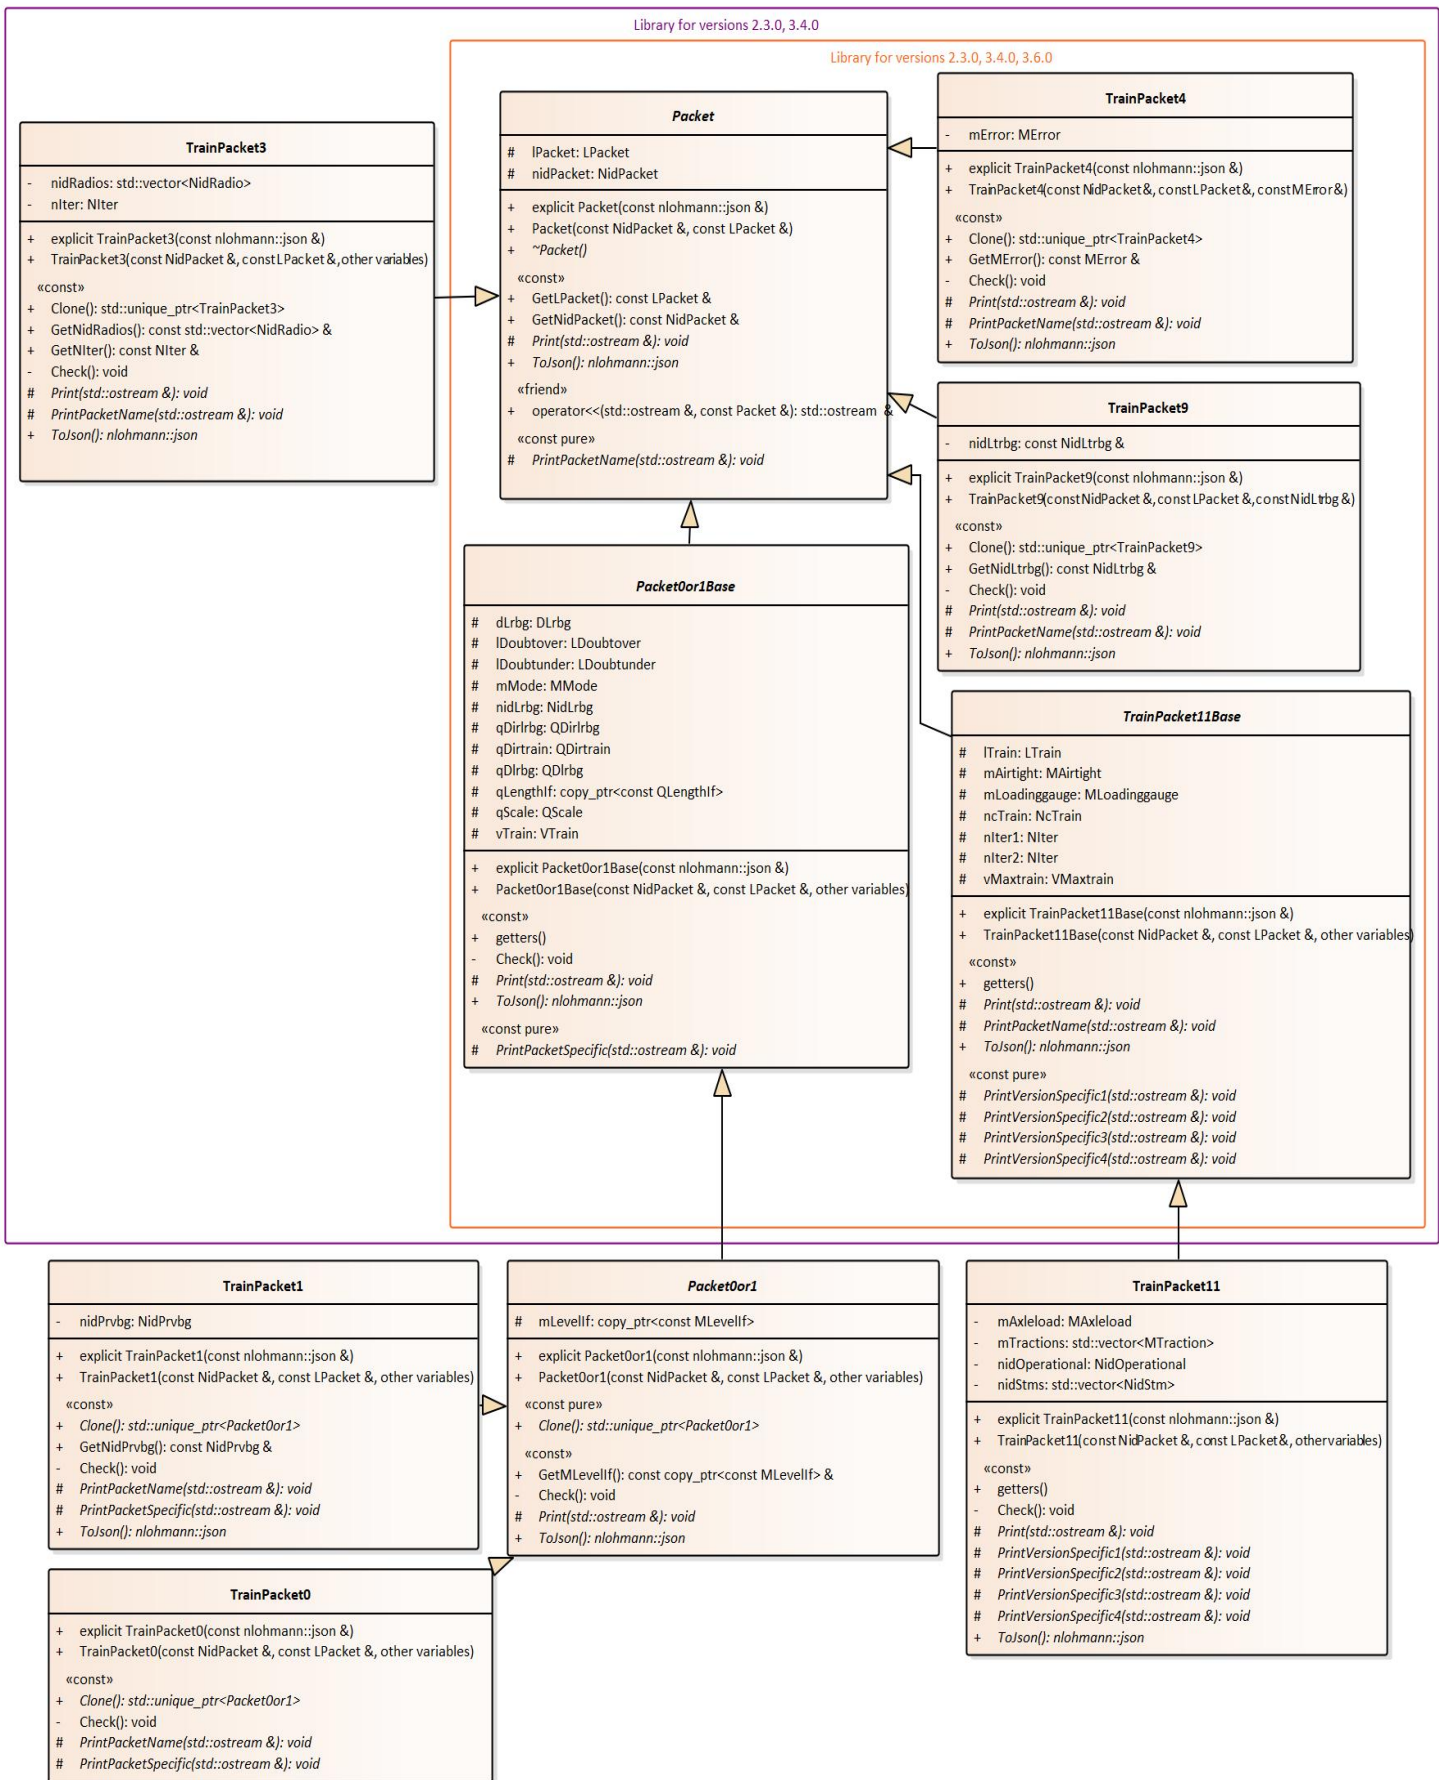 Library for versions 2.3.0, 3.4.0
Library for versions 2.3.0, 3.4.0, 3.6.0
TrainPacket3
- nidRadios: std::vector<NidRadio>
- nIter: NIter
+ explicit TrainPacket3(const nlohmann::json &)
+ TrainPacket3(const NidPacket &, constLPacket &, other variables)
«const»
+ Clone(): std::unique_ptr<TrainPacket3>
+ GetNidRadios(): const std::vector<NidRadio> &
+ GetNIter(): const NIter &
- Check(): void
# Print(std::ostream &): void
# PrintPacketName(std::ostream &): void
+ ToJson(): nlohmann::json
Packet
# lPacket: LPacket
# nidPacket: NidPacket
+ explicit Packet(const nlohmann::json &)
+ Packet(const NidPacket &, const LPacket &)
+ ~Packet()
«const»
+ GetLPacket(): const LPacket &
+ GetNidPacket(): const NidPacket &
# Print(std::ostream &): void
+ ToJson(): nlohmann::json
«friend»
+ operator<<(std::ostream &, const Packet &): std::ostream &
«const pure»
# PrintPacketName(std::ostream &): void
TrainPacket4
- mError: MError
+ explicit TrainPacket4(const nlohmann::json &)
+ TrainPacket4(const NidPacket &, const LPacket &, const MError &)
«const»
+ Clone(): std::unique_ptr<TrainPacket4>
+ GetMError(): const MError &
- Check(): void
# Print(std::ostream &): void
# PrintPacketName(std::ostream &): void
+ ToJson(): nlohmann::json
TrainPacket9
- nidLtrbg: const NidLtrbg &
+ explicit TrainPacket9(const nlohmann::json &)
+ TrainPacket9(const NidPacket &, const LPacket &, const NidLtrbg &)
«const»
+ Clone(): std::unique_ptr<TrainPacket9>
+ GetNidLtrbg(): const NidLtrbg &
- Check(): void
# Print(std::ostream &): void
# PrintPacketName(std::ostream &): void
+ ToJson(): nlohmann::json
Packet0or1Base
# dLrbg: DLrbg
# lDoubtover: LDoubtover
# lDoubtunder: LDoubtunder
# mMode: MMode
# nidLrbg: NidLrbg
# qDirlrbg: QDirlrbg
# qDirtrain: QDirtrain
# qDlrbg: QDlrbg
# qLengthIf: copy_ptr<const QLengthIf>
# qScale: QScale
# vTrain: VTrain
+ explicit Packet0or1Base(const nlohmann::json &)
+ Packet0or1Base(const NidPacket &, const LPacket &, other variables)
«const»
+ getters()
- Check(): void
# Print(std::ostream &): void
+ ToJson(): nlohmann::json
«const pure»
# PrintPacketSpecific(std::ostream &): void
TrainPacket11Base
# lTrain: LTrain
# mAirtight: MAirtight
# mLoadinggauge: MLoadinggauge
# ncTrain: NcTrain
# nIter1: NIter
# nIter2: NIter
# vMaxtrain: VMaxtrain
+ explicit TrainPacket11Base(const nlohmann::json &)
+ TrainPacket11Base(const NidPacket &, const LPacket &, other variables)
«const»
+ getters()
# Print(std::ostream &): void
# PrintPacketName(std::ostream &): void
+ ToJson(): nlohmann::json
«const pure»
# PrintVersionSpecific1(std::ostream &): void
# PrintVersionSpecific2(std::ostream &): void
# PrintVersionSpecific3(std::ostream &): void
# PrintVersionSpecific4(std::ostream &): void
TrainPacket1
- nidPrvbg: NidPrvbg
+ explicit TrainPacket1(const nlohmann::json &)
+ TrainPacket1(const NidPacket &, const LPacket &, other variables)
«const»
+ Clone(): std::unique_ptr<Packet0or1>
+ GetNidPrvbg(): const NidPrvbg &
- Check(): void
# PrintPacketName(std::ostream &): void
# PrintPacketSpecific(std::ostream &): void
+ ToJson(): nlohmann::json
Packet0or1
# mLevelIf: copy_ptr<const MLevelIf>
+ explicit Packet0or1(const nlohmann::json &)
+ Packet0or1(const NidPacket &, const LPacket &, other variables)
«const pure»
+ Clone(): std::unique_ptr<Packet0or1>
«const»
+ GetMLevelIf(): const copy_ptr<const MLevelIf> &
- Check(): void
# Print(std::ostream &): void
+ ToJson(): nlohmann::json
TrainPacket11
- mAxleload: MAxleload
- mTractions: std::vector<MTraction>
- nidOperational: NidOperational
- nidStms: std::vector<NidStm>
+ explicit TrainPacket11(const nlohmann::json &)
+ TrainPacket11(const NidPacket &, const LPacket &, other variables)
«const»
+ getters()
- Check(): void
# Print(std::ostream &): void
# PrintVersionSpecific1(std::ostream &): void
# PrintVersionSpecific2(std::ostream &): void
# PrintVersionSpecific3(std::ostream &): void
# PrintVersionSpecific4(std::ostream &): void
+ ToJson(): nlohmann::json
TrainPacket0
+ explicit TrainPacket0(const nlohmann::json &)
+ TrainPacket0(const NidPacket &, const LPacket &, other variables)
«const»
+ Clone(): std::unique_ptr<Packet0or1>
- Check(): void
# PrintPacketName(std::ostream &): void
# PrintPacketSpecific(std::ostream &): void